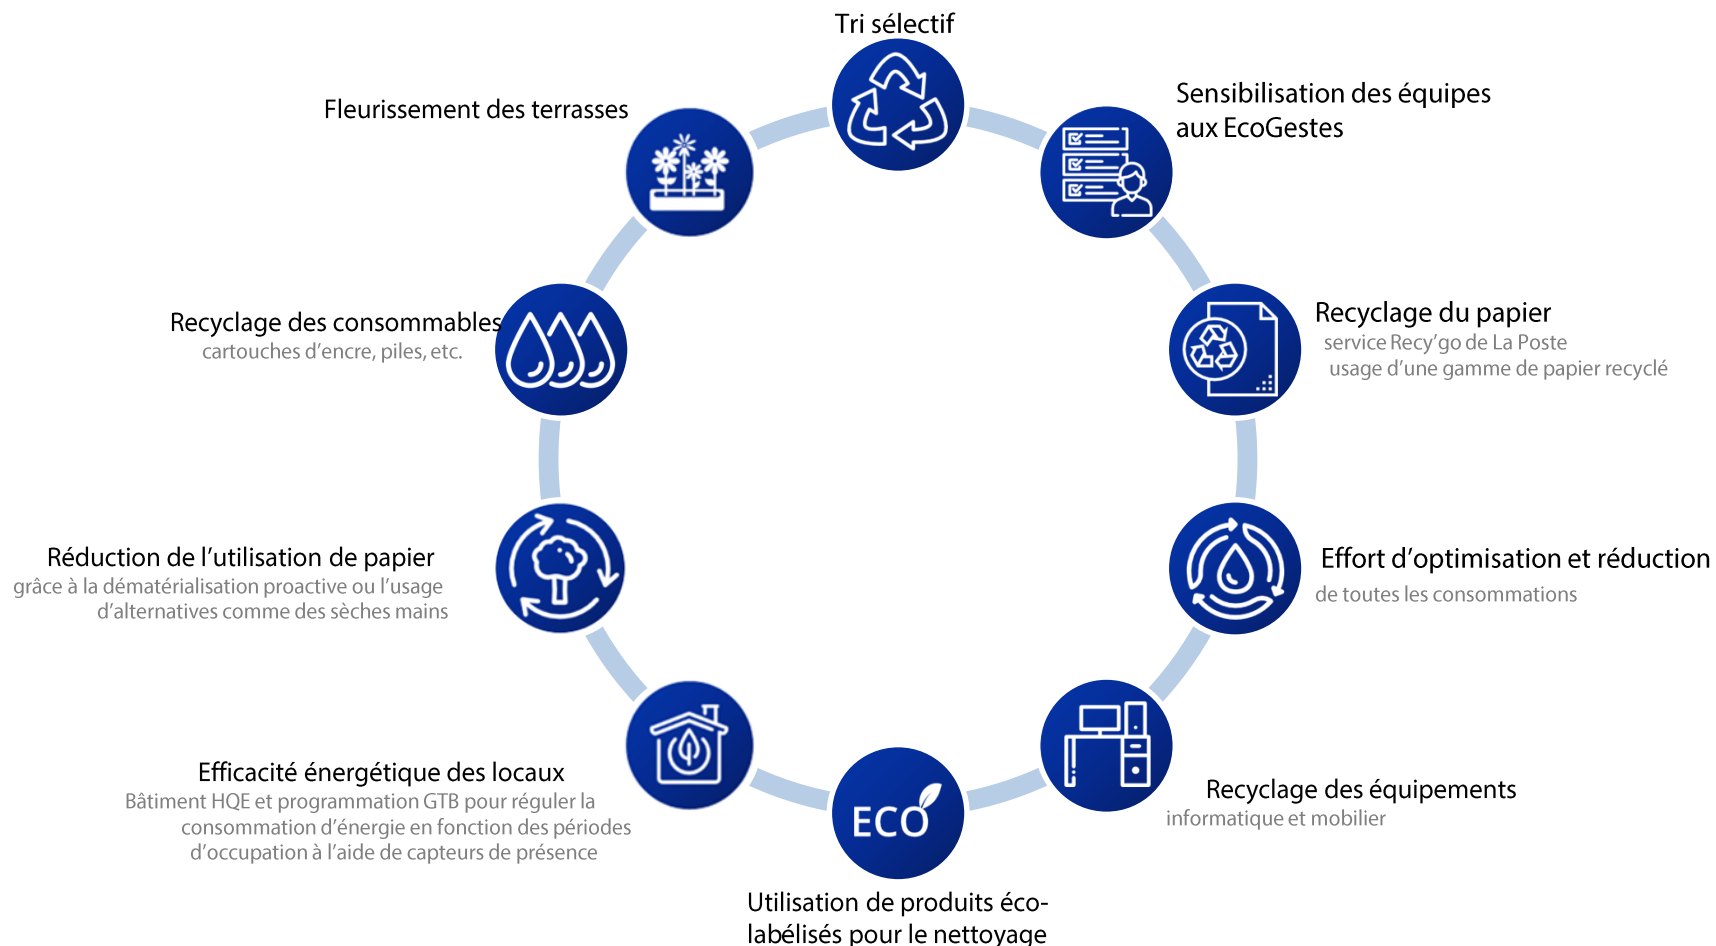 Tri sélectif
Sensibilisation des équipes
aux EcoGestes
Recyclage du papier
service Recy’go de La Poste
usage d’une gamme de papier recyclé
Effort d’optimisation et réduction
de toutes les consommations
Recyclage des équipements
informatique et mobilier
ECO
Utilisation de produits éco-
labélisés pour le nettoyage
Efficacité énergétique des locaux
Bâtiment HQE et programmation GTB pour réguler la
consommation d’énergie en fonction des périodes
d’occupation à l’aide de capteurs de présence
Réduction de l’utilisation de papier
grâce à la dématérialisation proactive ou l’usage
d’alternatives comme des sèches mains
Recyclage des consommables
cartouches d’encre, piles, etc.
Fleurissement des terrasses